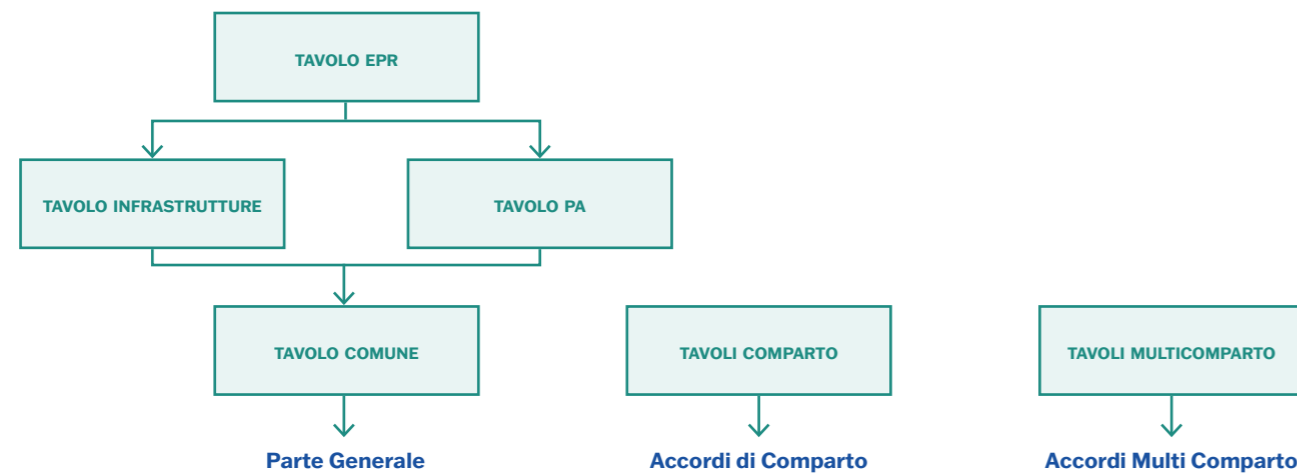 TAVOLO EPR
TAVOLO INFRASTRUTTURE
TAVOLO PA
TAVOLO COMUNE
TAVOLI COMPARTO
TAVOLI MULTICOMPARTO
Parte Generale
Accordi di Comparto
Accordi Multi Comparto